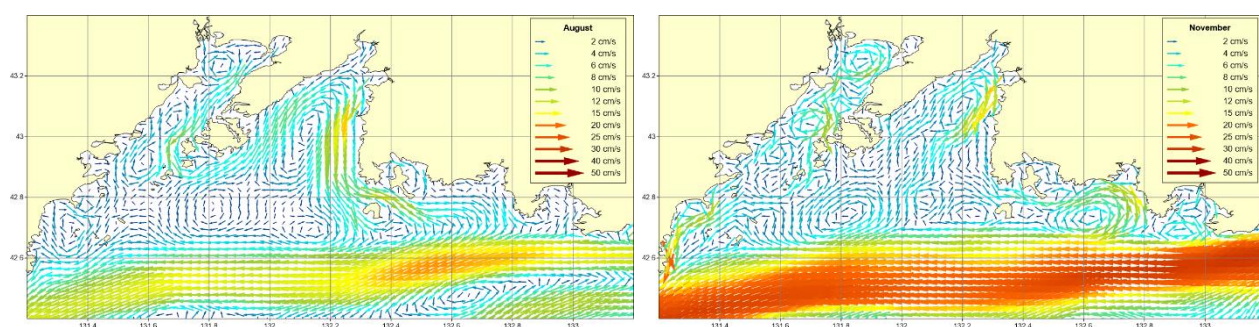 August
2 cm/s
4 cm/s
6 cm/s
8 cm/s
10 cm/s
12 cm/s
15 cm/s
20 cm/s
25 cm/s
30 cm/s
40 cm/s
50 cm/s
43.2
43
42.8
42.6
131.4 131.6 131.8 132 132.2 132.4 132.6 132.8 133
November
2 cm/s
4 cm/s
6 cm/s
8 cm/s
10 cm/s
12 cm/s
15 cm/s
20 cm/s
25 cm/s
30 cm/s
40 cm/s
50 cm/s
43.2
43
42.8
42.6
131.4 131.6 131.8 132 132.2 132.4 132.6 132.8 133